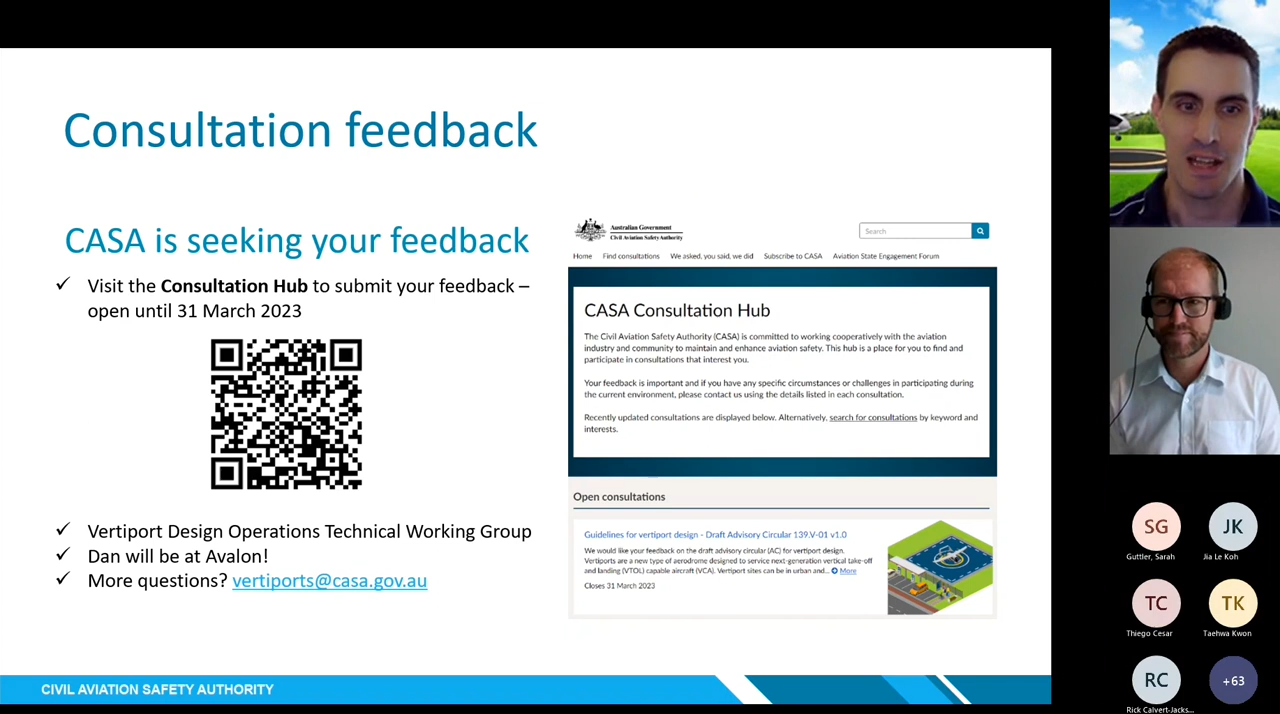 Consultation feedback
CASA is seeking your feedback
Visit the Consultation Hub to submit your feedback –
open until 31 March 2023
Vertiport Design Operations Technical Working Group
Dan will be at Avalon!
More questions? vertiports@casa.gov.au
Australian Government
Civil Aviation Safety Authority
Search
Home Find consultations We asked, you said, we did Subscribe to CASA Aviation State Engagement Forum
CASA Consultation Hub
The Civil Aviation Safety Authority (CASA) is committed to working cooperatively with the aviation
industry and community to maintain and enhance aviation safety. This hub is a place for you to find and
participate in consultations that interest you.
Your feedback is important and if you have any specific circumstances or challenges in participating during
the current environment, please contact us using the details listed in each consultation.
Recently updated consultations are displayed below. Alternatively, search for consultations by keyword and
interests.
Open consultations
Guidelines for vertiport design - Draft Advisory Circular 139.V-01 v1.0
We would like your feedback on the draft advisory circular (AC) for vertiport design.
Vertiports are a new type of aerodrome designed to service next-generation vertical take-off
and landing (VTOL) capable aircraft (VCA). Vertiport sites can be in urban and... More
Closes 31 March 2023
CIVIL AVIATION SAFETY AUTHORITY
SG JK
Guttler, Sarah Jia Le Koh
TC TK
Thiego Cesar Taehwa Kwon
RC +63
Rick Calvert-Jacks...